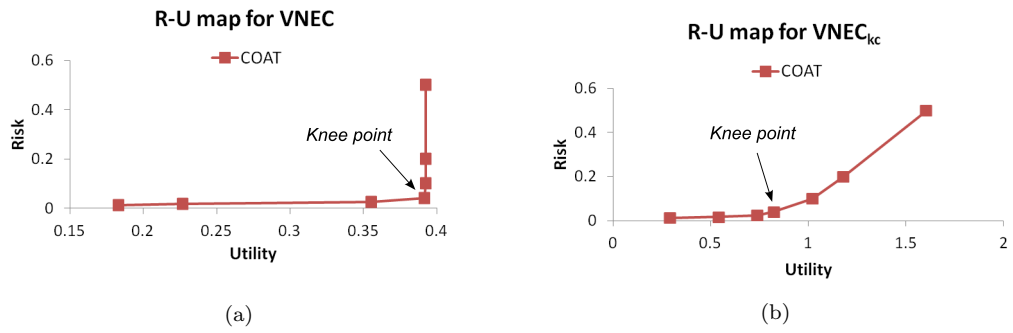 R-U map for VNEC
COAT
0.6
0.4
0.2
0
Risk
Knee point
0.15
0.2
0.25
0.3
0.35
0.4
Utility
(a)
R-U map for VNECkc
COAT
0.6
0.4
0.2
0
Risk
Knee point
0
0.5
1
1.5
2
Utility
(b)